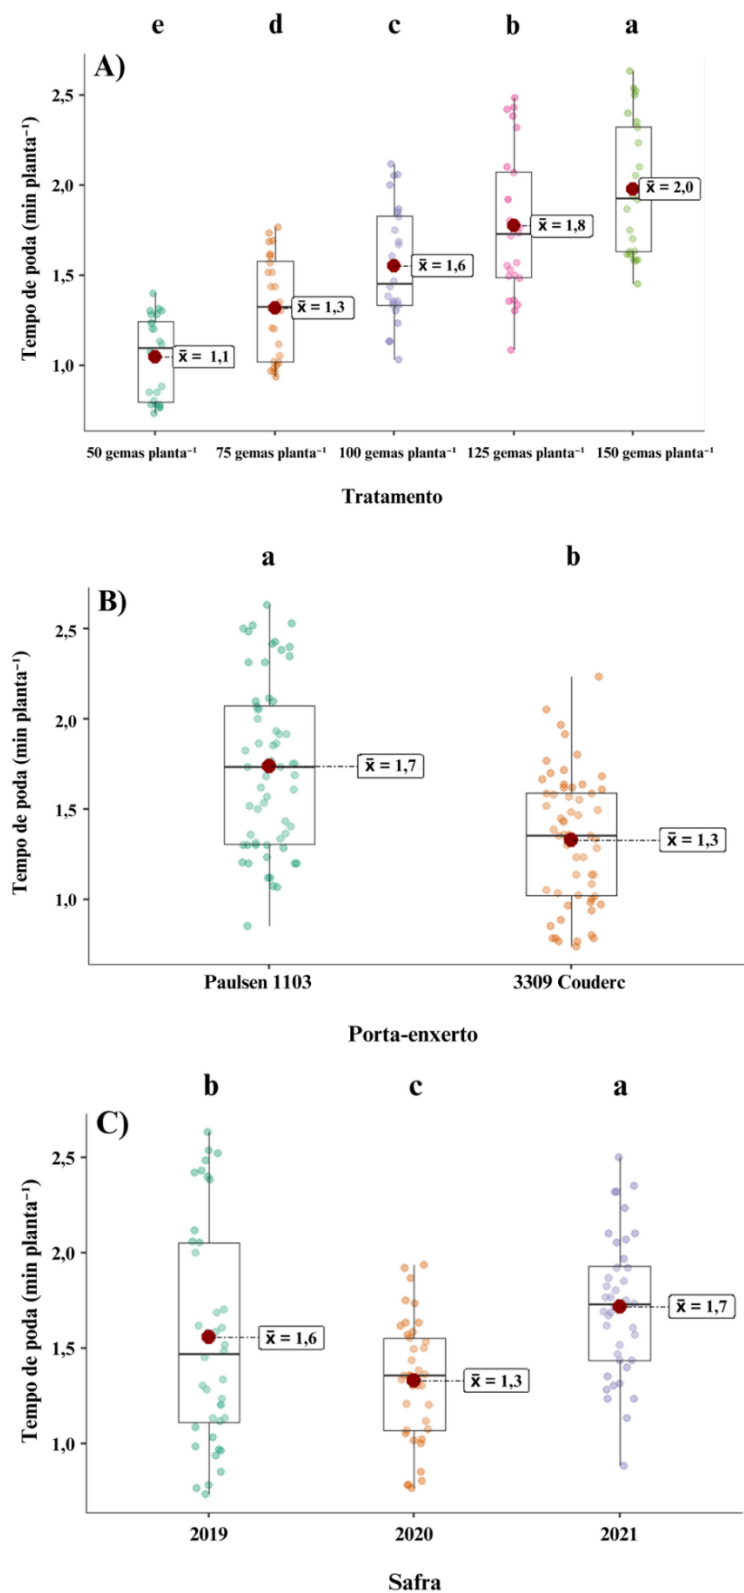 e d c b a
A)
Tempo de poda (min planta⁻¹)
2,5
2,0
1,5
1,0
x̄ = 1,1
x̄ = 1,3
x̄ = 1,6
x̄ = 1,8
x̄ = 2,0
50 gemas planta⁻¹ 75 gemas planta⁻¹ 100 gemas planta⁻¹ 125 gemas planta⁻¹ 150 gemas planta⁻¹
Tratamento
a b
B)
Tempo de poda (min planta⁻¹)
2,5
2,0
1,5
1,0
x̄ = 1,7
x̄ = 1,3
Paulsen 1103 3309 Couderc
Porta-enxerto
b c a
C)
Tempo de poda (min planta⁻¹)
2,5
2,0
1,5
1,0
x̄ = 1,6
x̄ = 1,3
x̄ = 1,7
2019 2020 2021
Safra